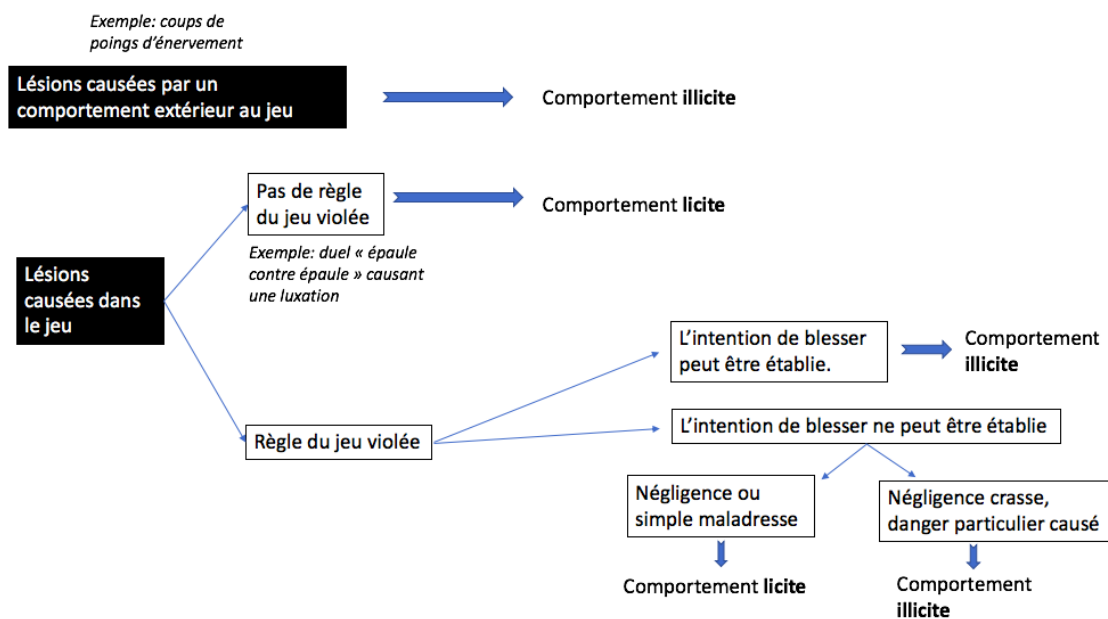 Exemple: coups de
poings d’énervement
Lésions causées par un
comportement extérieur au jeu
Comportement illicite
Pas de règle
du jeu violée
Comportement licite
Exemple: duel « épaule
contre épaule » causant
une luxation
Lésions
causées dans
le jeu
L’intention de blesser
peut être établie.
Comportement
illicite
Règle du jeu violée
L’intention de blesser ne peut être établie
Négligence ou
simple maladresse
Négligence crasse,
danger particulier causé
Comportement licite
Comportement
illicite